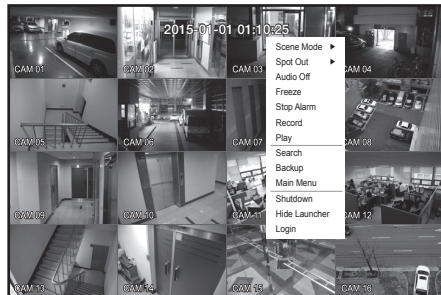 2015-01-01 01:10:25
CAM 01
CAM 02
CAM 03
CAM 04
Scene Mode
Spot Out
Audio Off
Freeze
Stop Alarm
Record
Play
Search
Backup
Main Menu
Shutdown
Hide Launcher
Login
CAM 05
CAM 06
CAM 07
CAM 08
CAM 09
CAM 10
CAM 11
CAM 12
CAM 13
CAM 14
CAM 15
CAM 16